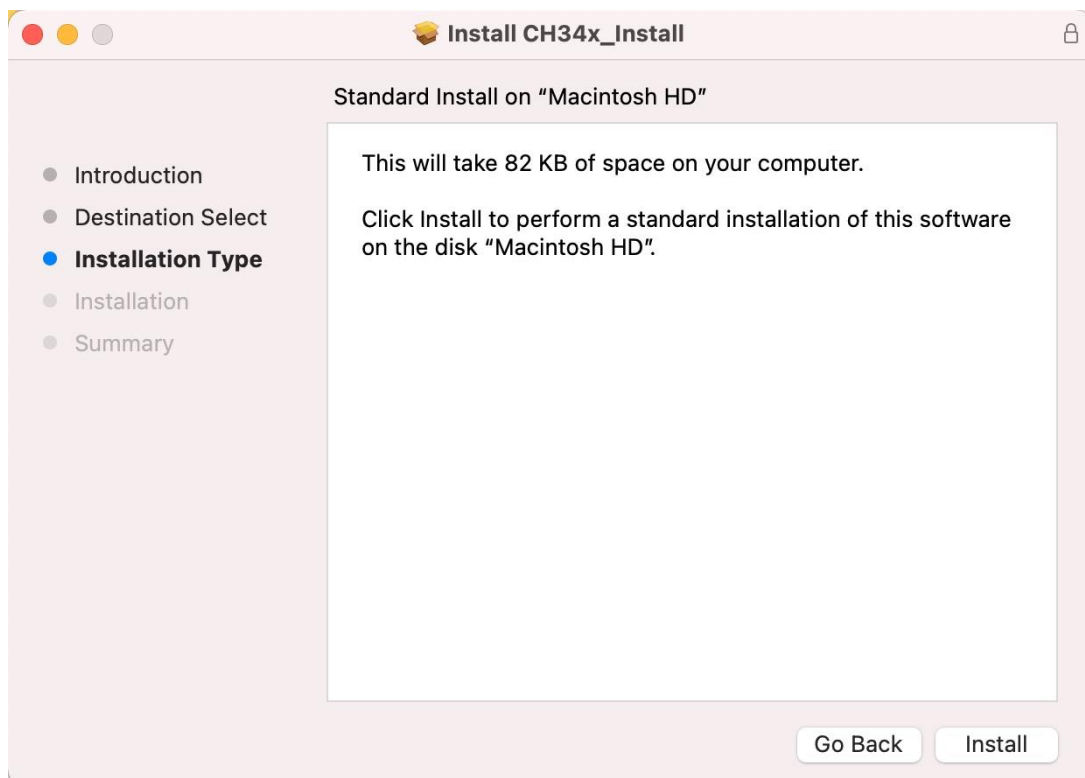 Install CH34x_Install
Standard Install on “Macintosh HD”
Introduction
Destination Select
Installation Type
Installation
Summary
This will take 82 KB of space on your computer.
Click Install to perform a standard installation of this software
on the disk “Macintosh HD”.
Go Back
Install